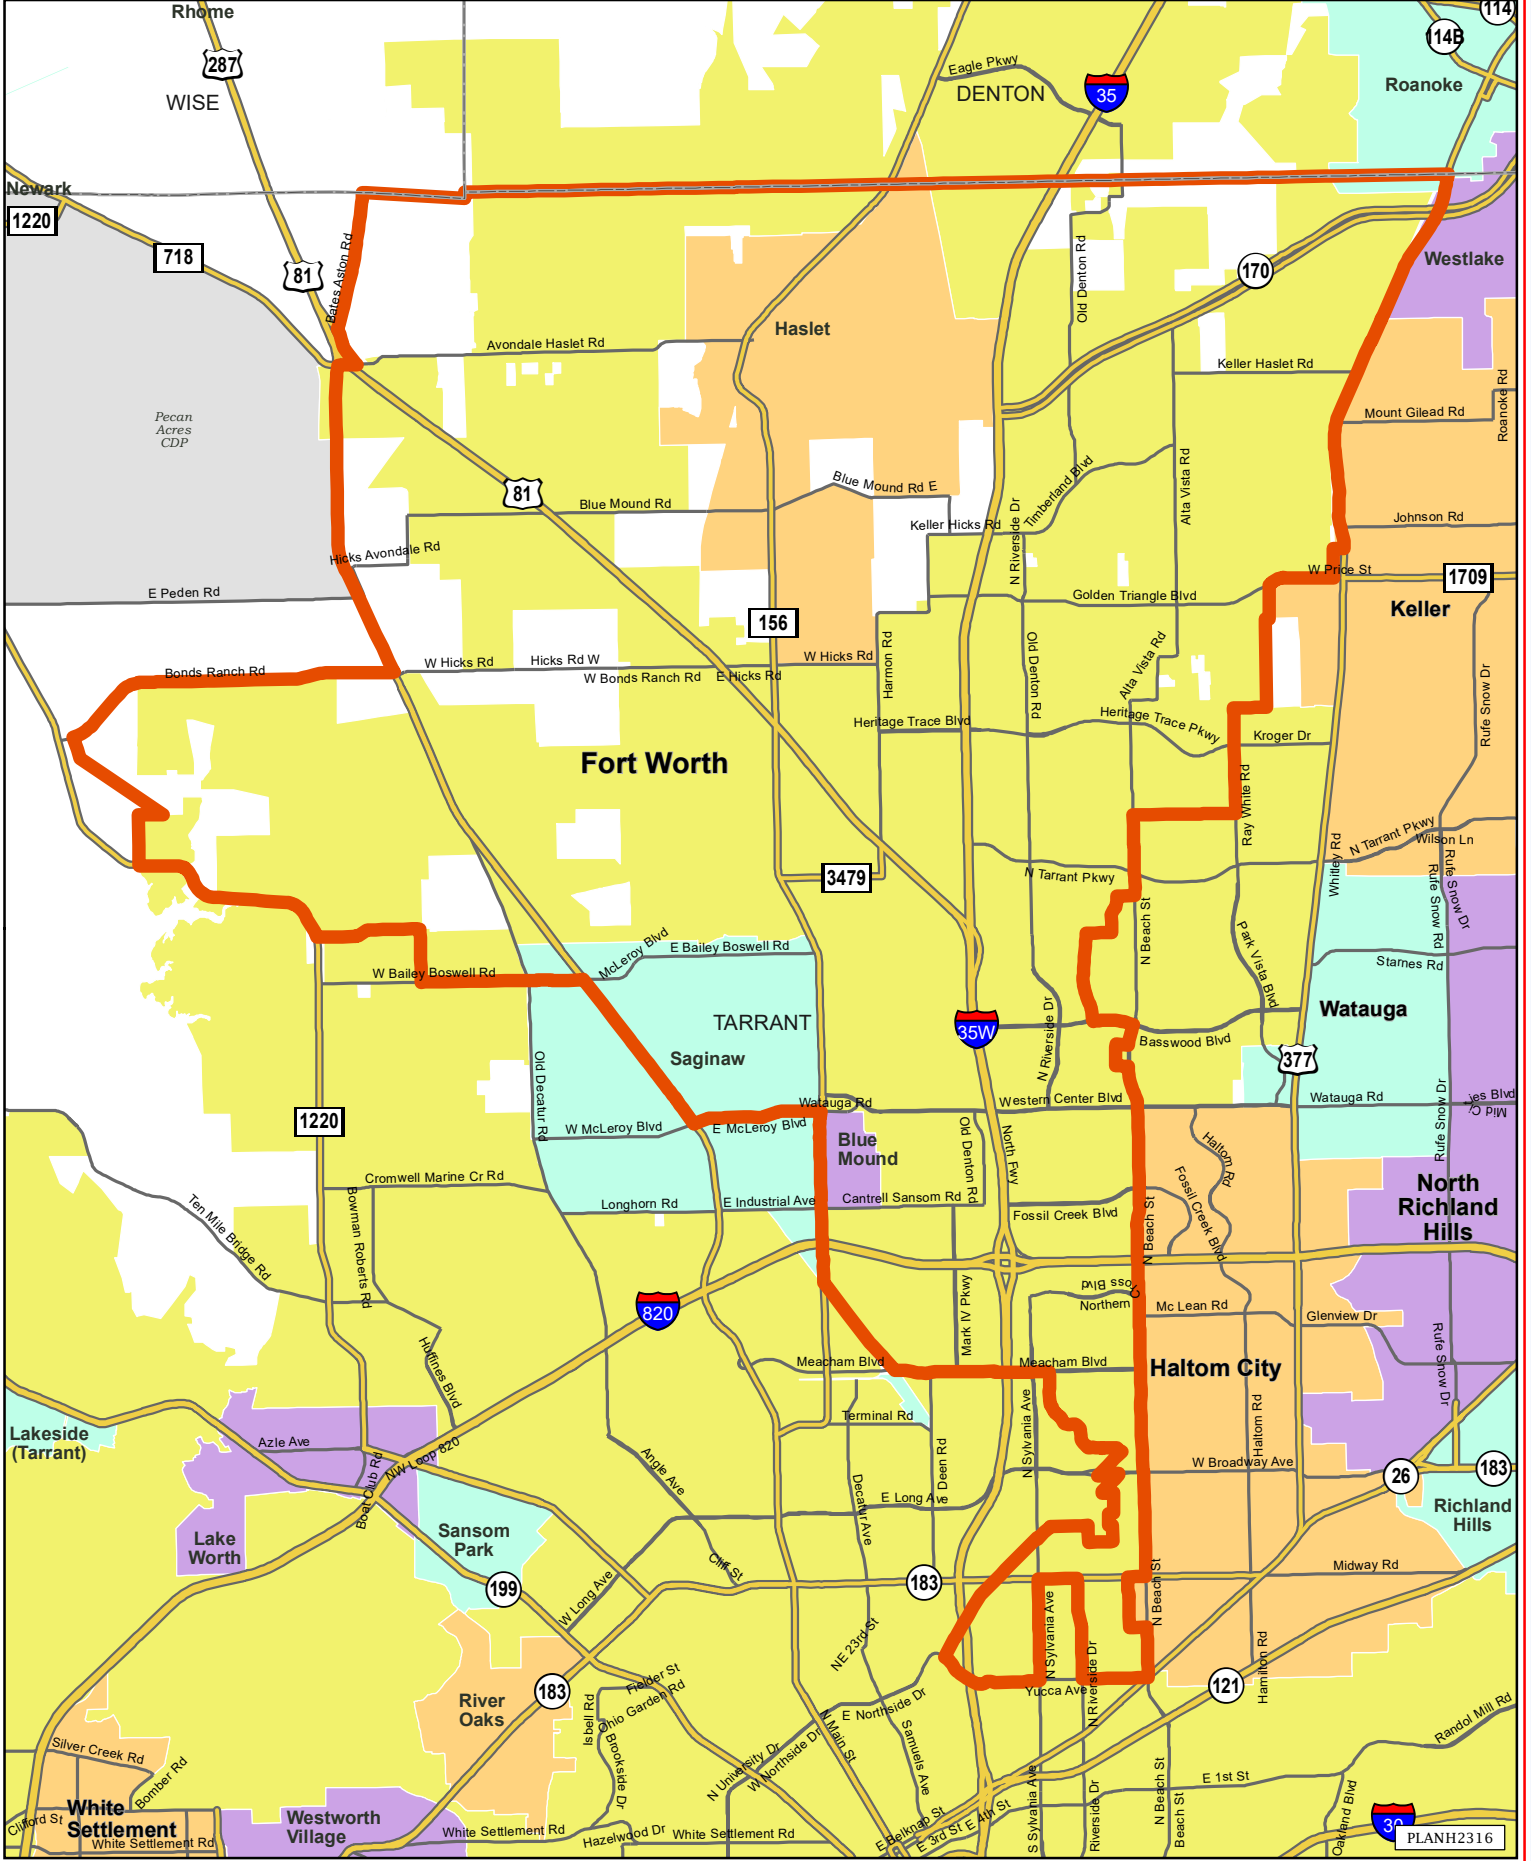 Rhome
114
287
114B
Eagle Pkwy
Roanoke
WISE
DENTON
35
Newark
1220
718
81
Bates Aston Rd
Old Denton Rd
170
Westlake
Haslet
Avondale Haslet Rd
Keller Haslet Rd
Roanoke Rd
Mount Gilead Rd
Pecan
Acres
CDP
81
Blue Mound Rd
Blue Mound Rd E
Timberland Blvd
Alta Vista Rd
Keller Hicks Rd
N Riverside Dr
Johnson Rd
Hicks Avondale Rd
W Price St
1709
E Peden Rd
156
Golden Triangle Blvd
Keller
Harmon Rd
Old Denton Rd
Alta Vista Rd
Bonds Ranch Rd
W Hicks Rd
Hicks Rd W
W Bonds Ranch Rd
E Hicks Rd
W Hicks Rd
Rufe Snow Dr
Heritage Trace Blvd
Heritage Trace Pkwy
Kroger Dr
Fort Worth
Ray White Rd
N Tarrant Pkwy
Wilson Ln
Whitley Rd
3479
N Tarrant Pkwy
Rufe Snow Rd
Rufe Snow Dr
N Beach St
Park Vista Blvd
McLeroy Blvd
E Bailey Boswell Rd
Starnes Rd
W Bailey Boswell Rd
TARRANT
Watauga
35W
N Riverside Dr
Basswood Blvd
Saginaw
377
Old Decatur Rd
1220
Watauga Rd
Western Center Blvd
Watauga Rd
Rufe Snow Dr
W McLeroy Blvd
E McLeroy Blvd
Blue
Mound
Old Denton Rd
North Fwy
Haltom Rd
Fossil Creek Blvd
Cromwell Marine Cr Rd
Bowman Roberts Rd
Longhorn Rd
E Industrial Ave
Cantrell Sansom Rd
Fossil Creek Blvd
N Beach St
North
Richland
Hills
Ten Mile Bridge Rd
820
Mark IV Pkwy
Northern
Cross Blvd
Mc Lean Rd
Glenview Dr
Huffines Blvd
Meacham Blvd
Meacham Blvd
Haltom City
Rufe Snow Dr
Lakeside
(Tarrant)
Azle Ave
NW Loop 820
Boat Club Rd
Terminal Rd
N Sylvania Ave
Haltom Rd
Angle Ave
Deen Rd
W Broadway Ave
26
183
Decatur Ave
E Long Ave
Richland
Hills
Lake
Worth
Sansom
Park
199
Cliff St
183
Midway Rd
W Long Ave
N Sylvania Ave
N Beach St
NE 23rd St
N Riverside Dr
Hamilton Rd
183
River
Oaks
Fielder St
Ohio Garden Rd
Isbell Rd
Yucca Ave
121
E Northside Dr
N Main St
Samuels Ave
Randol Mill Rd
Silver Creek Rd
Bomber Rd
Brookside Dr
N University Dr
W Northside Dr
S Sylvania Ave
Riverside Dr
N Beach St
Beach St
E 1st St
Oakland Blvd
Clifford St
White
Settlement
White Settlement Rd
Westworth
Village
White Settlement Rd
Hazelwood Dr
White Settlement Rd
E Belknap St
E 3rd St
E 4th St
30
PLANH2316